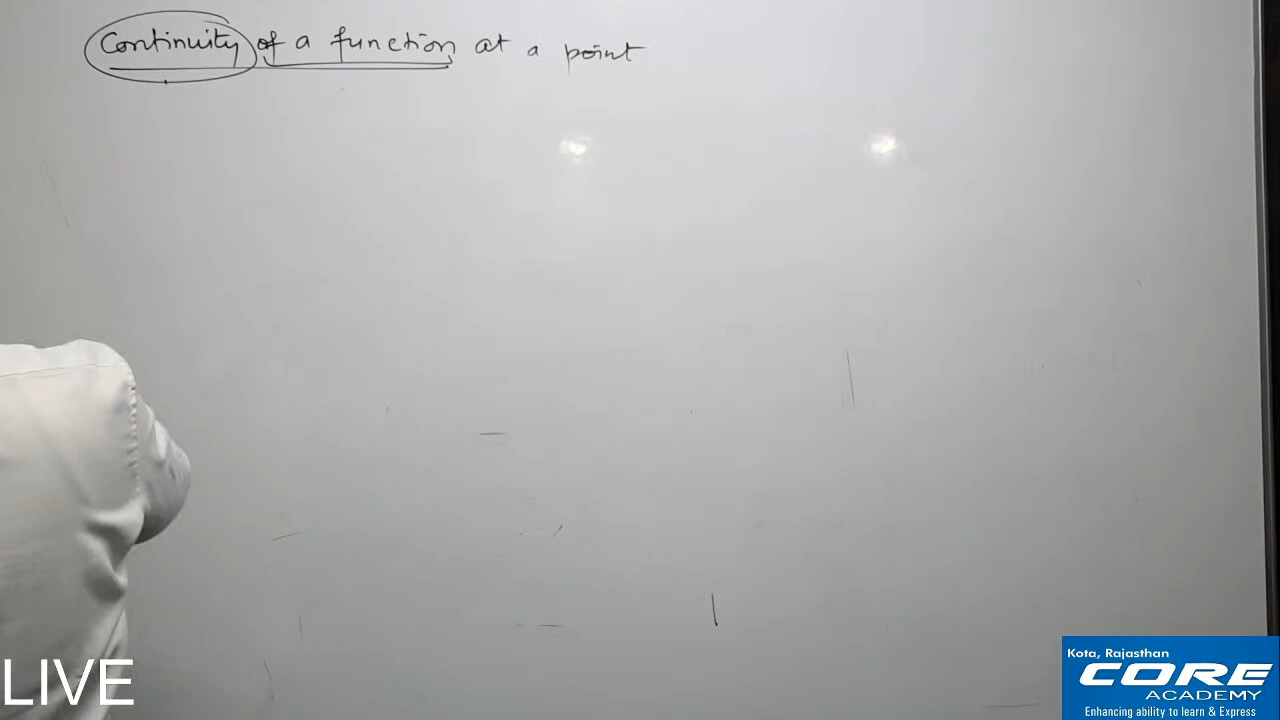 Continuity of a function at a point
LIVE
Kota, Rajasthan
CORE
ACADEMY
Enhancing ability to learn & Express